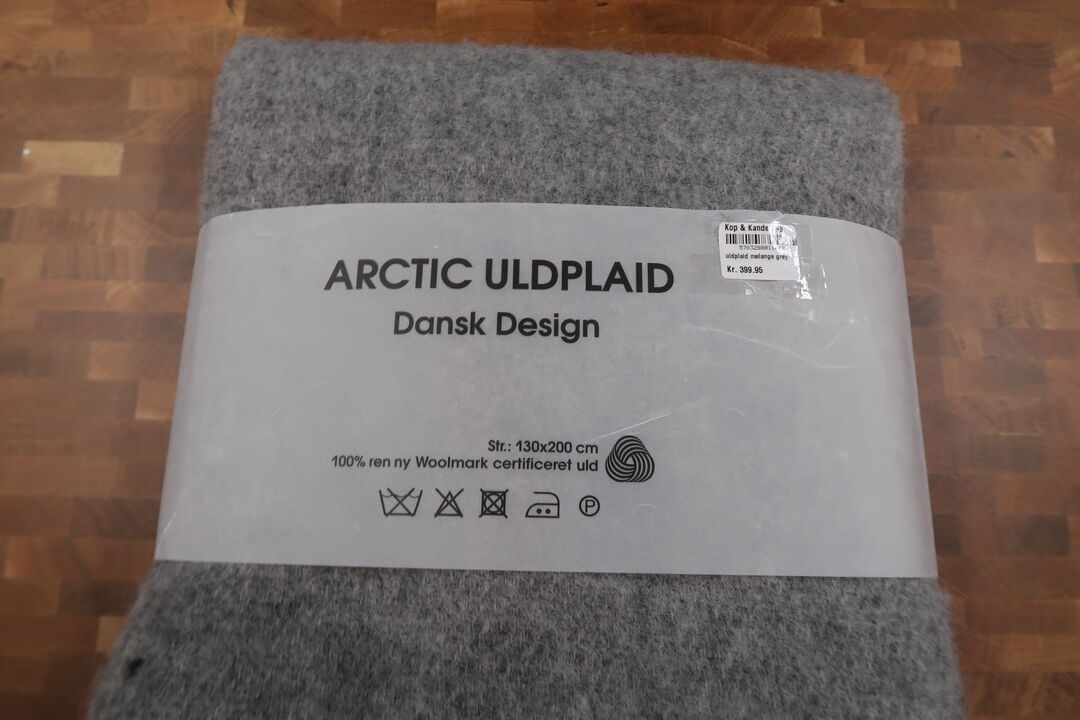 ARCTIC ULDPLAID
Dansk Design
Kop & Kande
uldplaid melange grey
Kr. 399.95
Str.: 130x200 cm
100% ren ny Woolmark certificeret uld
P